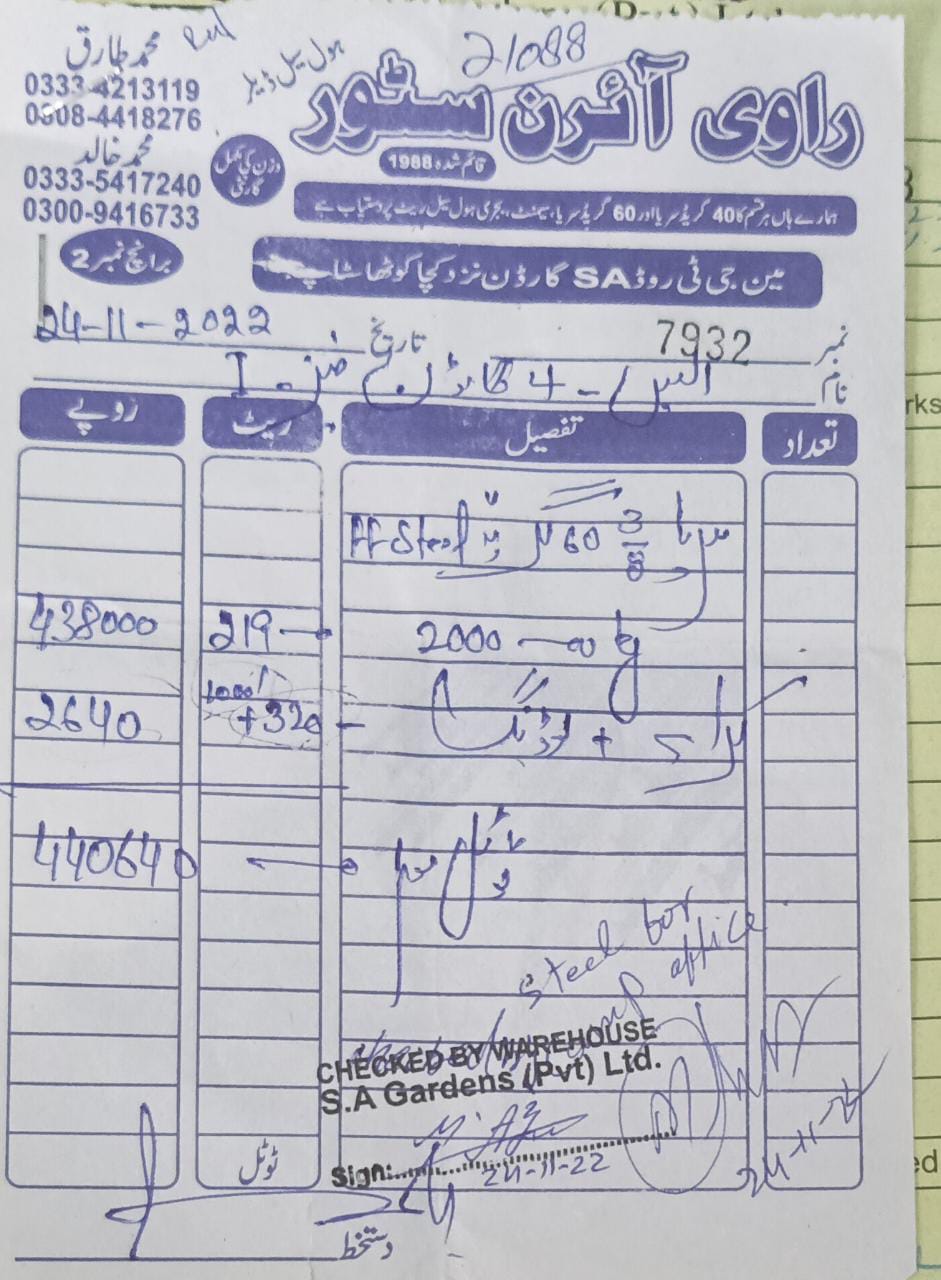 محمد طارق
0333-4213119
0308-4418276
محمد خالد
0333-5417240
0300-9416733
ہول سیل ڈیلر
21088
راوی آئرن سٹور
قائم شدہ 1988
وزن کی مکمل گارنٹی
ہمارے ہاں ہر قسم کا 40 گریڈ سریا اور 60 گریڈ سریا، سیمنٹ، بجری ہول سیل ریٹ پر دستیاب ہے
برانچ نمبر 2
مین جی ٹی روڈ SA گارڈن نزد کچا کوٹھا شاپ
نمبر 7932 تاریخ 24-11-2022
نام ایس اے گارڈن فیز I
تعداد تفصیل ریٹ روپے
سریا 3/8 60 FF Steel
2000 kg 219 438000
کرایہ + لوڈنگ 1000 +320 2640
ٹوٹل 440640
steel bar
office
CHECKED BY WAREHOUSE
S.A Gardens (Pvt) Ltd.
Sign:
24-11-22
24-11-22
ٹوٹل
دستخط